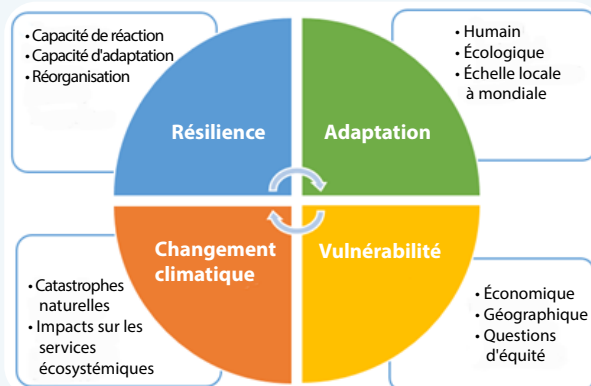 • Capacité de réaction
• Capacité d'adaptation
• Réorganisation
• Humain
• Écologique
• Échelle locale
à mondiale
Résilience
Adaptation
Changement
climatique
Vulnérabilité
• Catastrophes
naturelles
• Impacts sur les
services
écosystémiques
• Économique
• Géographique
• Questions
d'équité